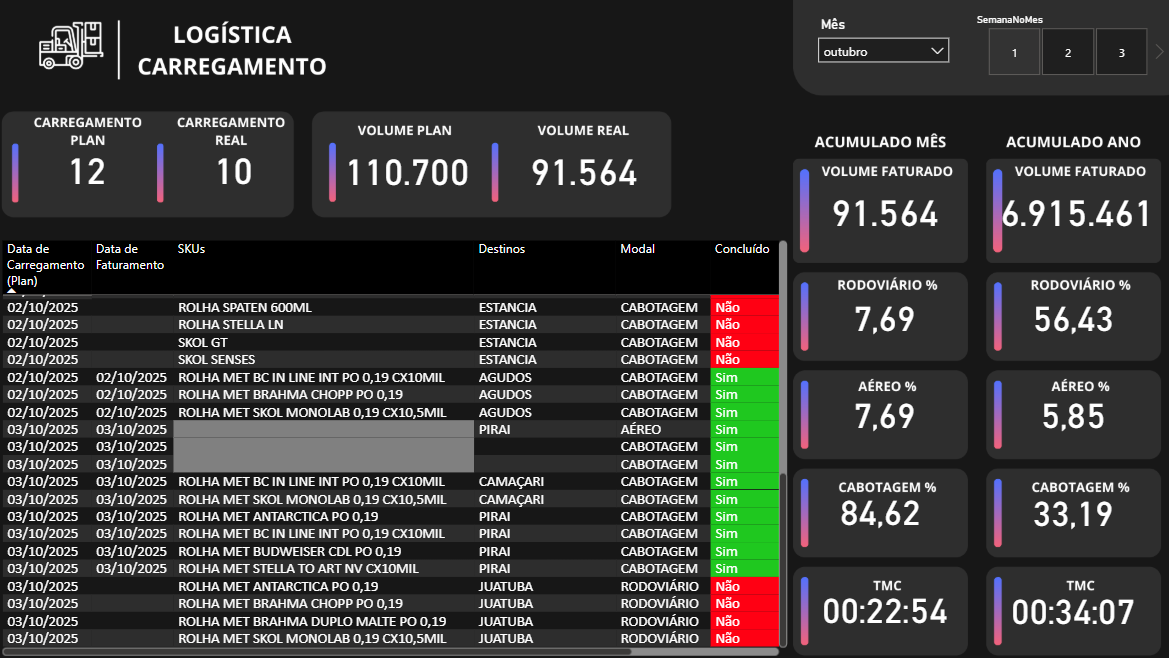 LOGÍSTICA
CARREGAMENTO
Mês
outubro
SemanaNoMes
1 2 3
CARREGAMENTO PLAN
12
CARREGAMENTO REAL
10
VOLUME PLAN
110.700
VOLUME REAL
91.564
ACUMULADO MÊS
VOLUME FATURADO
91.564
RODOVIÁRIO %
7,69
AÉREO %
7,69
CABOTAGEM %
84,62
TMC
00:22:54
ACUMULADO ANO
VOLUME FATURADO
6.915.461
RODOVIÁRIO %
56,43
AÉREO %
5,85
CABOTAGEM %
33,19
TMC
00:34:07
Data de Carregamento (Plan) Data de Faturamento SKUs Destinos Modal Concluído
02/10/2025 ROLHA SPATEN 600ML ESTANCIA CABOTAGEM Não
02/10/2025 ROLHA STELLA LN ESTANCIA CABOTAGEM Não
02/10/2025 SKOL GT ESTANCIA CABOTAGEM Não
02/10/2025 SKOL SENSES ESTANCIA CABOTAGEM Não
02/10/2025 02/10/2025 ROLHA MET BC IN LINE INT PO 0,19 CX10MIL AGUDOS CABOTAGEM Sim
02/10/2025 02/10/2025 ROLHA MET BRAHMA CHOPP PO 0,19 AGUDOS CABOTAGEM Sim
02/10/2025 02/10/2025 ROLHA MET SKOL MONOLAB 0,19 CX10,5MIL AGUDOS CABOTAGEM Sim
03/10/2025 03/10/2025 PIRAI AÉREO Sim
03/10/2025 03/10/2025 CABOTAGEM Sim
03/10/2025 03/10/2025 CABOTAGEM Sim
03/10/2025 03/10/2025 ROLHA MET BC IN LINE INT PO 0,19 CX10MIL CAMAÇARI CABOTAGEM Sim
03/10/2025 03/10/2025 ROLHA MET SKOL MONOLAB 0,19 CX10,5MIL CAMAÇARI CABOTAGEM Sim
03/10/2025 03/10/2025 ROLHA MET ANTARCTICA PO 0,19 PIRAI CABOTAGEM Sim
03/10/2025 03/10/2025 ROLHA MET BC IN LINE INT PO 0,19 CX10MIL PIRAI CABOTAGEM Sim
03/10/2025 03/10/2025 ROLHA MET BUDWEISER CDL PO 0,19 PIRAI CABOTAGEM Sim
03/10/2025 03/10/2025 ROLHA MET STELLA TO ART NV CX10MIL PIRAI CABOTAGEM Sim
03/10/2025 ROLHA MET ANTARCTICA PO 0,19 JUATUBA RODOVIÁRIO Não
03/10/2025 ROLHA MET BRAHMA CHOPP PO 0,19 JUATUBA RODOVIÁRIO Não
03/10/2025 ROLHA MET BRAHMA DUPLO MALTE PO 0,19 JUATUBA RODOVIÁRIO Não
03/10/2025 ROLHA MET SKOL MONOLAB 0,19 CX10,5MIL JUATUBA RODOVIÁRIO Não